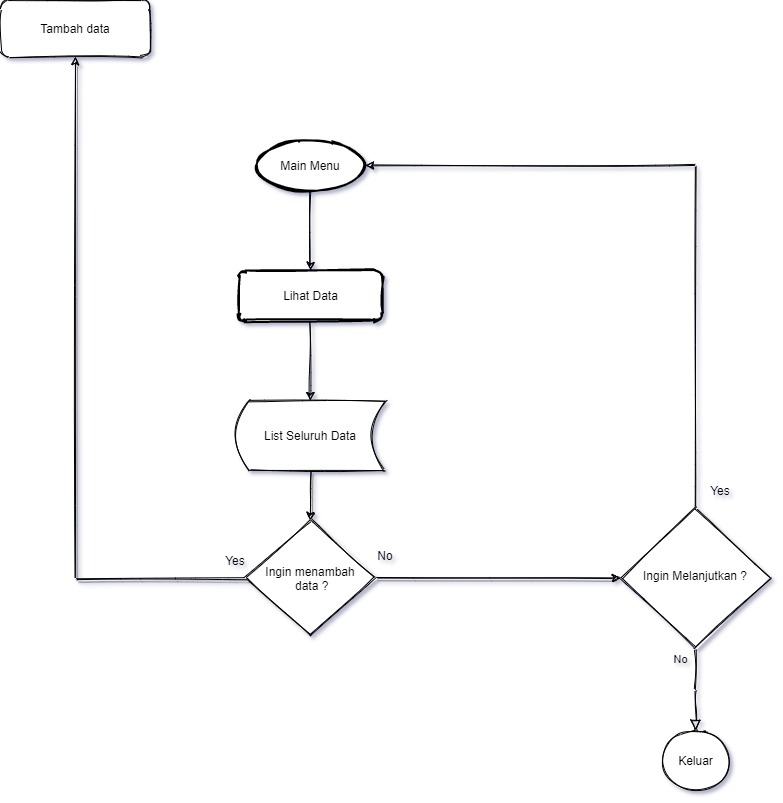 Tambah data
Main Menu
Lihat Data
List Seluruh Data
Yes
No
Ingin menambah
data ?
Yes
Ingin Melanjutkan ?
No
Keluar